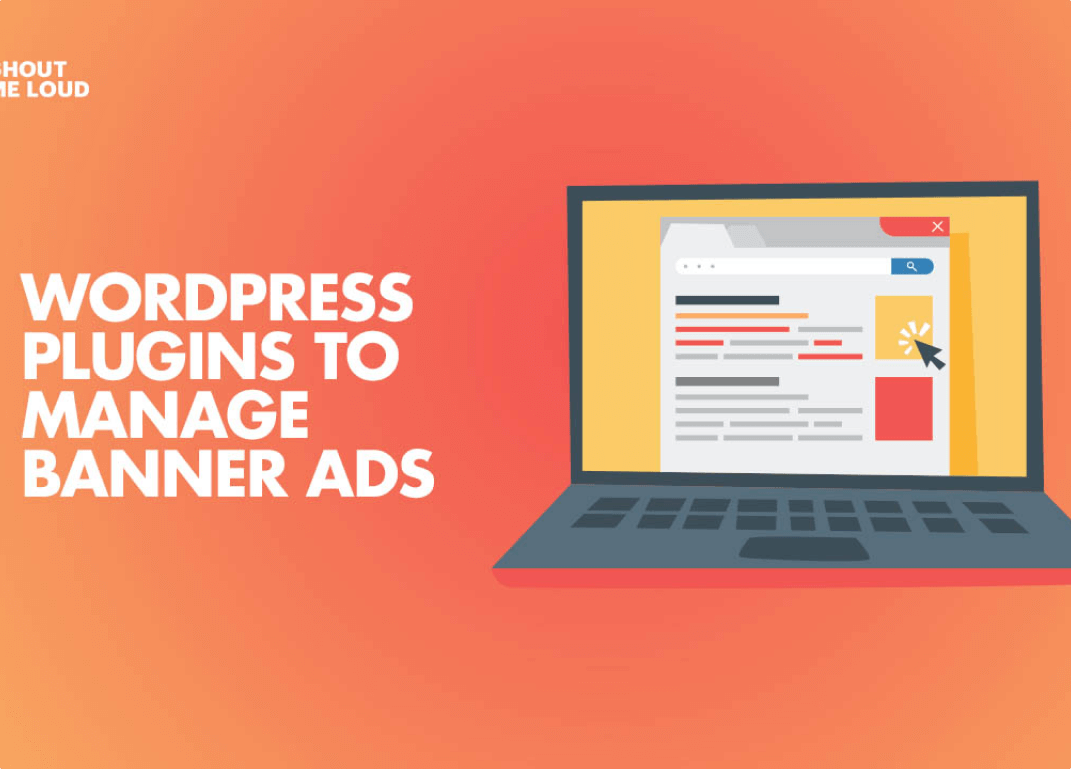 SHOUT
ME LOUD
WORDPRESS
PLUGINS TO
MANAGE
BANNER ADS